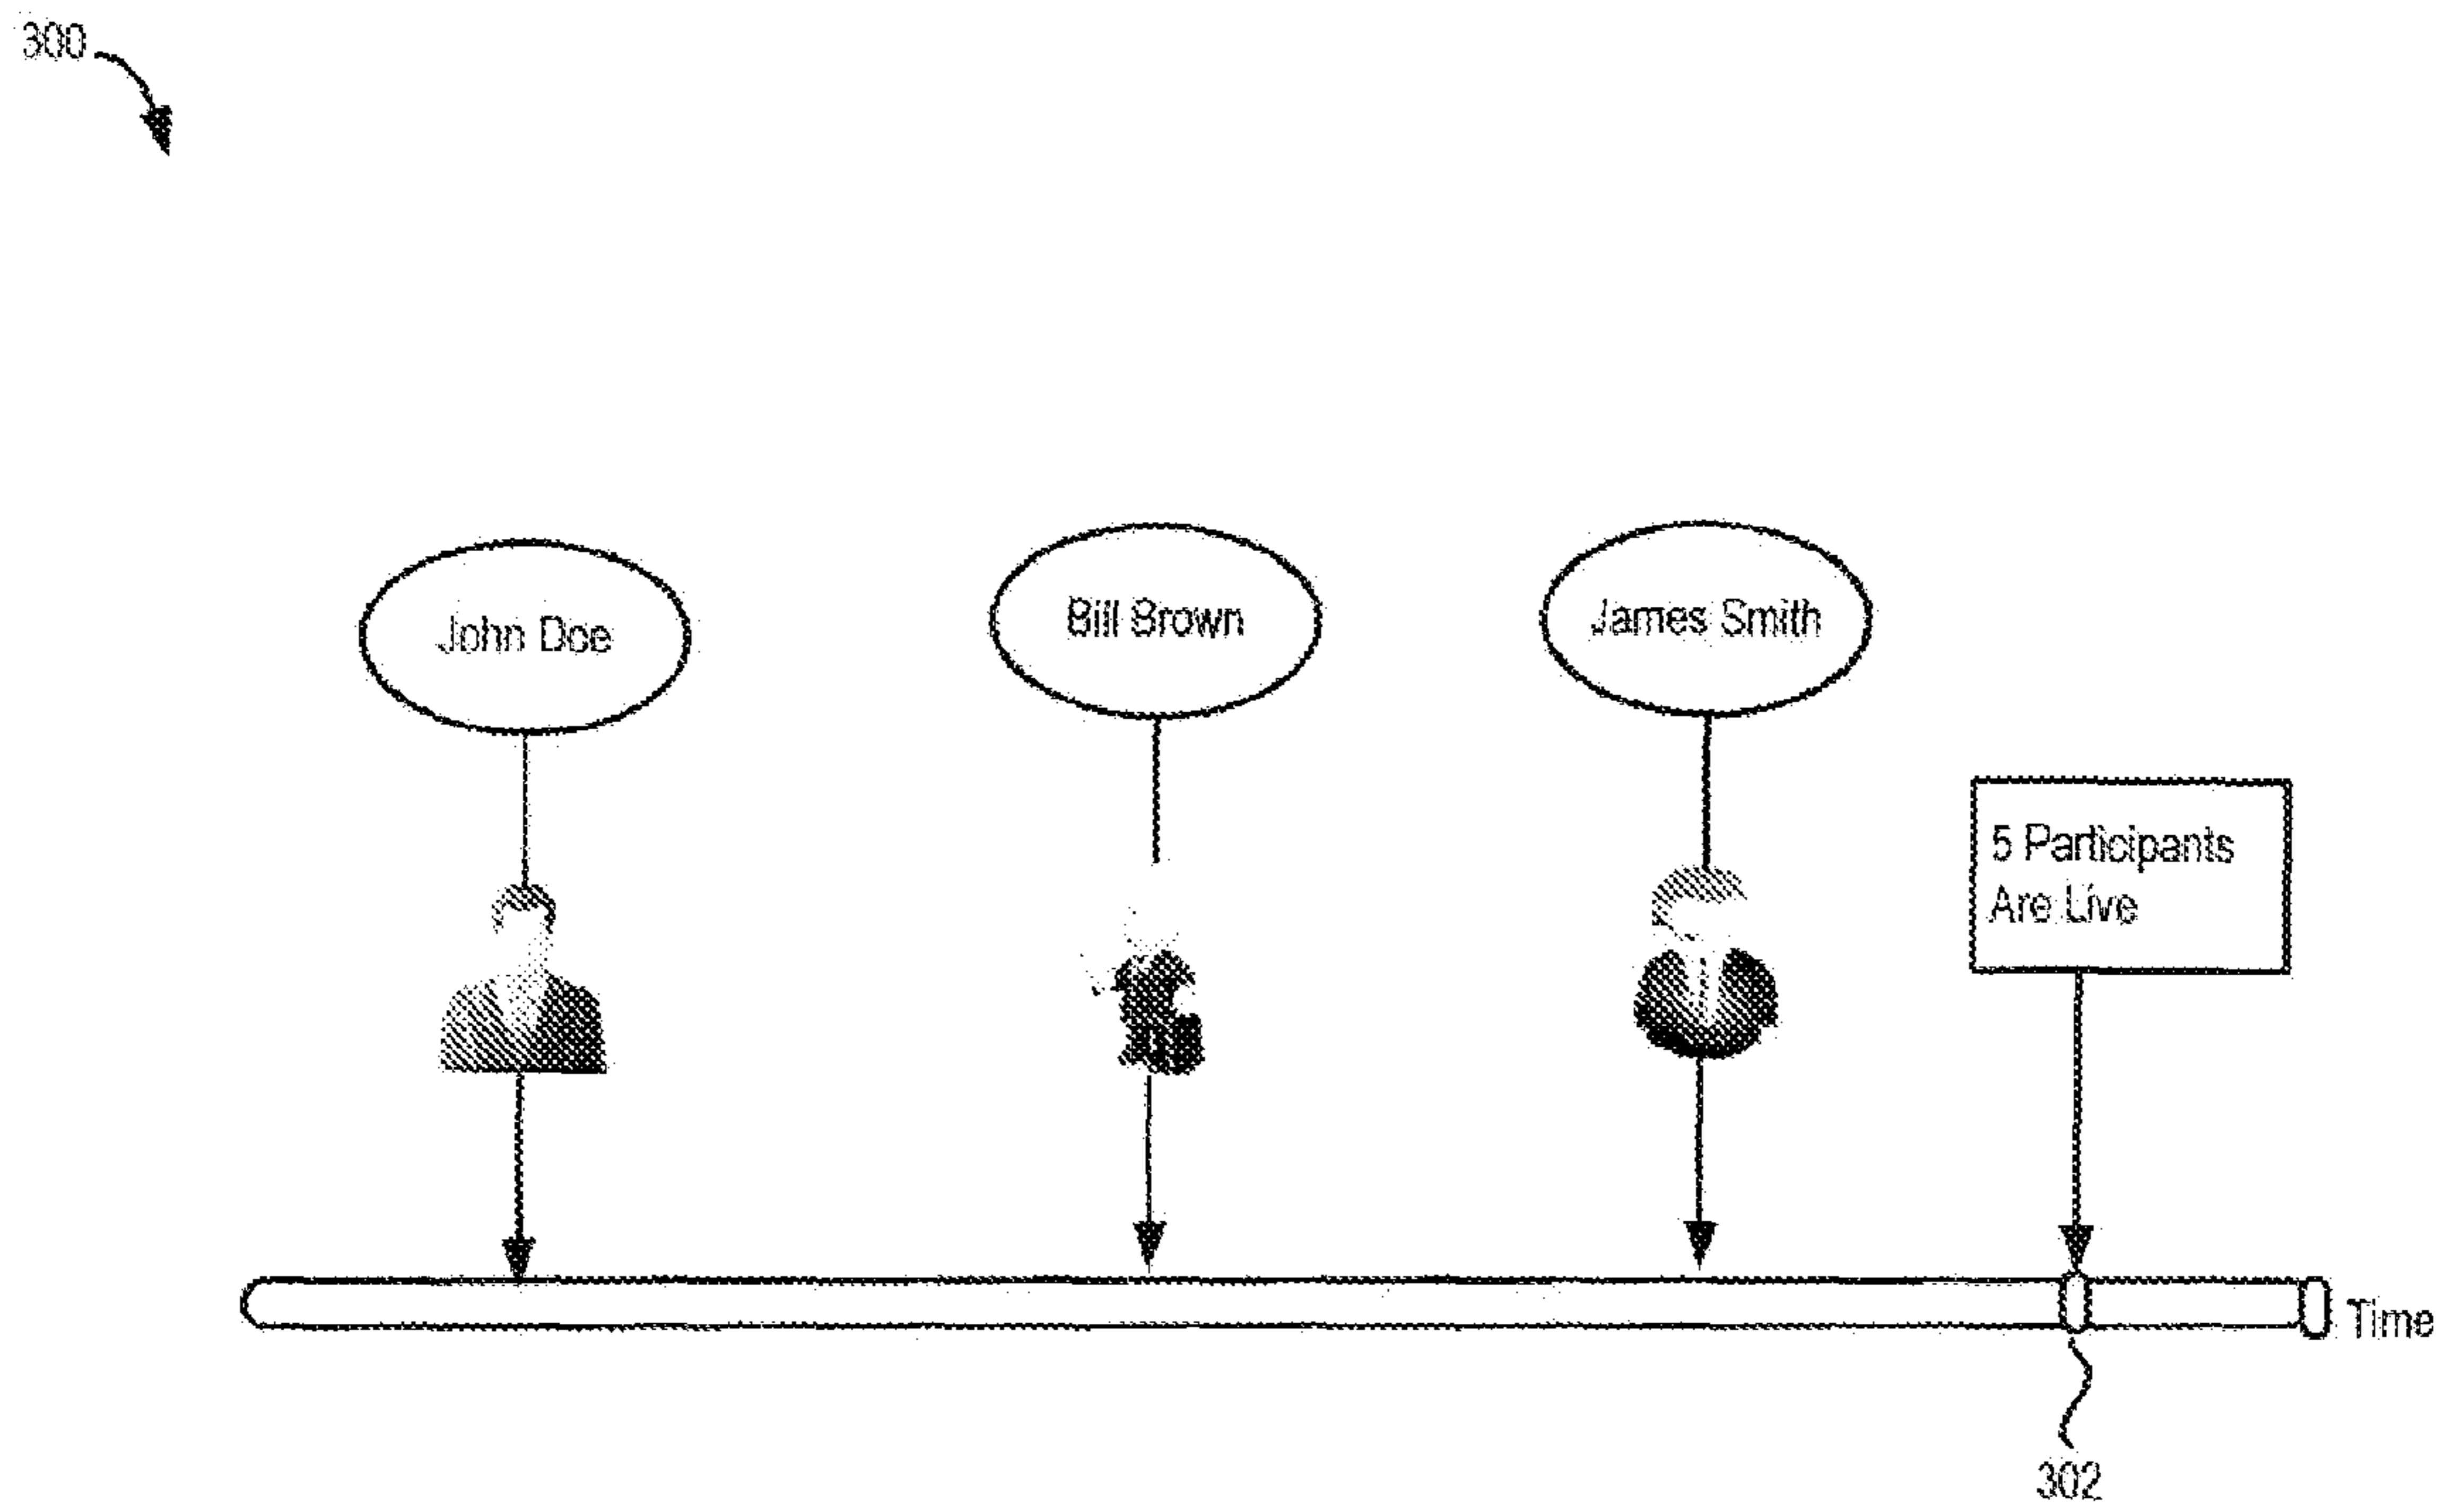 300
John Doe
Bill Brown
James Smith
5 Participants
Are Live
Time
302